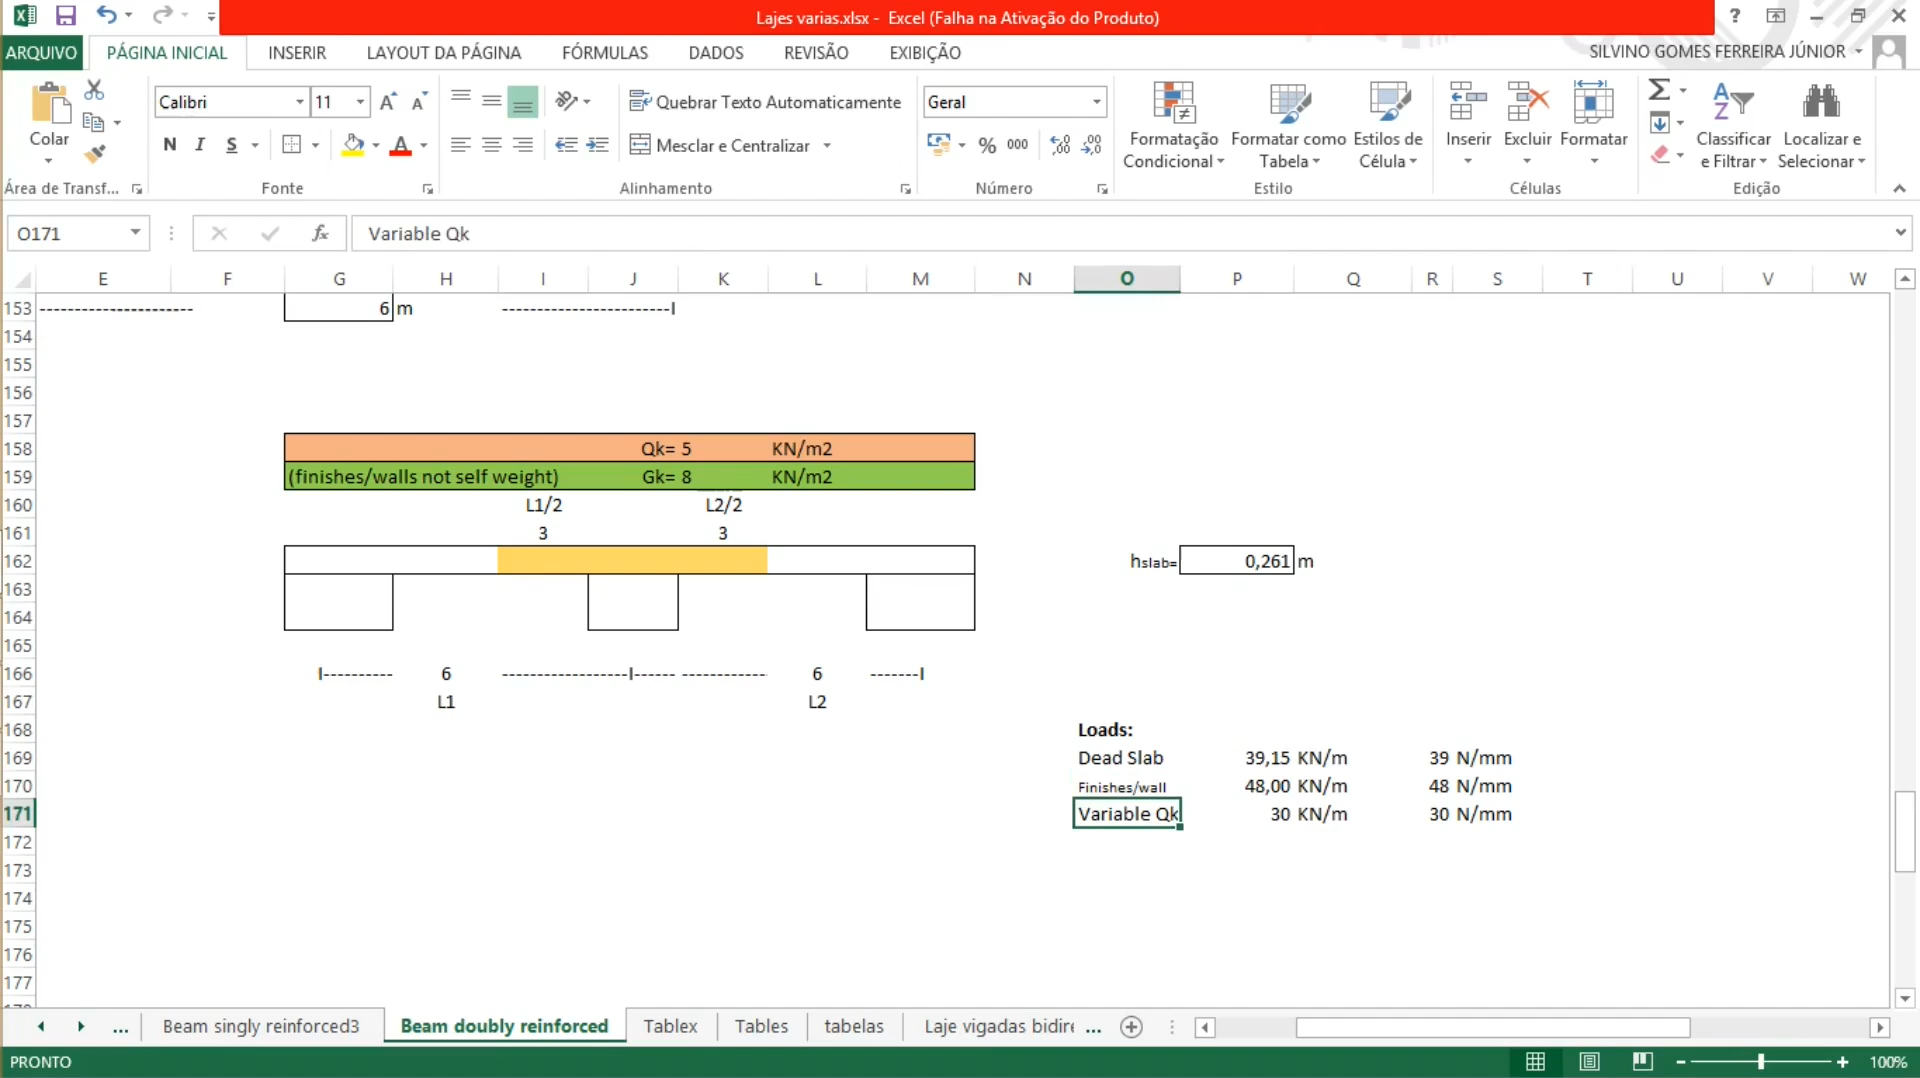 Lajes varias.xlsx - Excel (Falha na Ativação do Produto)
ARQUIVO PÁGINA INICIAL INSERIR LAYOUT DA PÁGINA FÓRMULAS DADOS REVISÃO EXIBIÇÃO SILVINO GOMES FERREIRA JÚNIOR
Colar
Calibri 11
N I S
Quebrar Texto Automaticamente
Mesclar e Centralizar
Geral
% 000
Formatação Condicional
Formatar como Tabela
Estilos de Célula
Inserir Excluir Formatar
Classificar e Filtrar
Localizar e Selecionar
Área de Transf... Fonte Alinhamento Número Estilo Células Edição
O171 fx Variable Qk
E F G H I J K L M N O P Q R S T U V W
153 ---------------------- 6 m ------------------------I
154
155
156
157
158 Qk= 5 KN/m2
159 (finishes/walls not self weight) Gk= 8 KN/m2
160 L1/2 L2/2
161 3 3
162 hslab= 0,261 m
163
164
165
166 I---------- 6 ------------------I------ ------------ 6 -------I
167 L1 L2
168 Loads:
169 Dead Slab 39,15 KN/m 39 N/mm
170 Finishes/wall 48,00 KN/m 48 N/mm
171 Variable Qk 30 KN/m 30 N/mm
172
173
174
175
176
177
... Beam singly reinforced3 Beam doubly reinforced Tablex Tables tabelas Laje vigadas bidire ...
PRONTO 100%